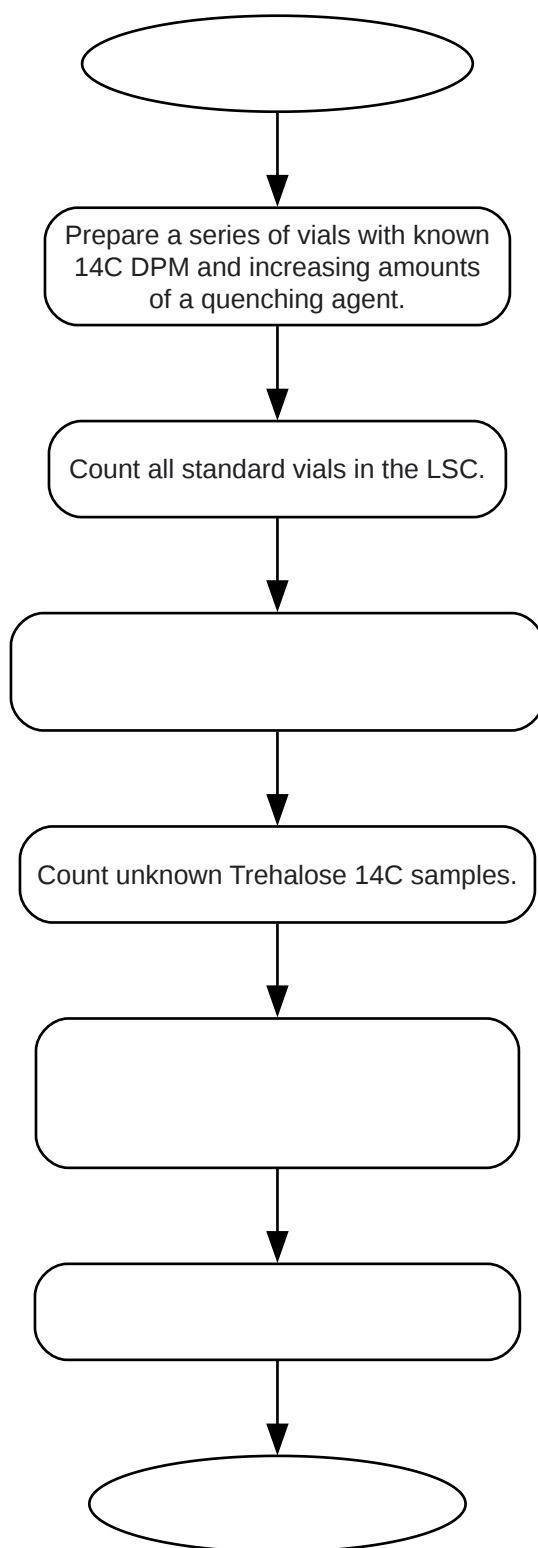 Prepare a series of vials with known
14C DPM and increasing amounts
of a quenching agent.
Count all standard vials in the LSC.
Count unknown Trehalose 14C samples.